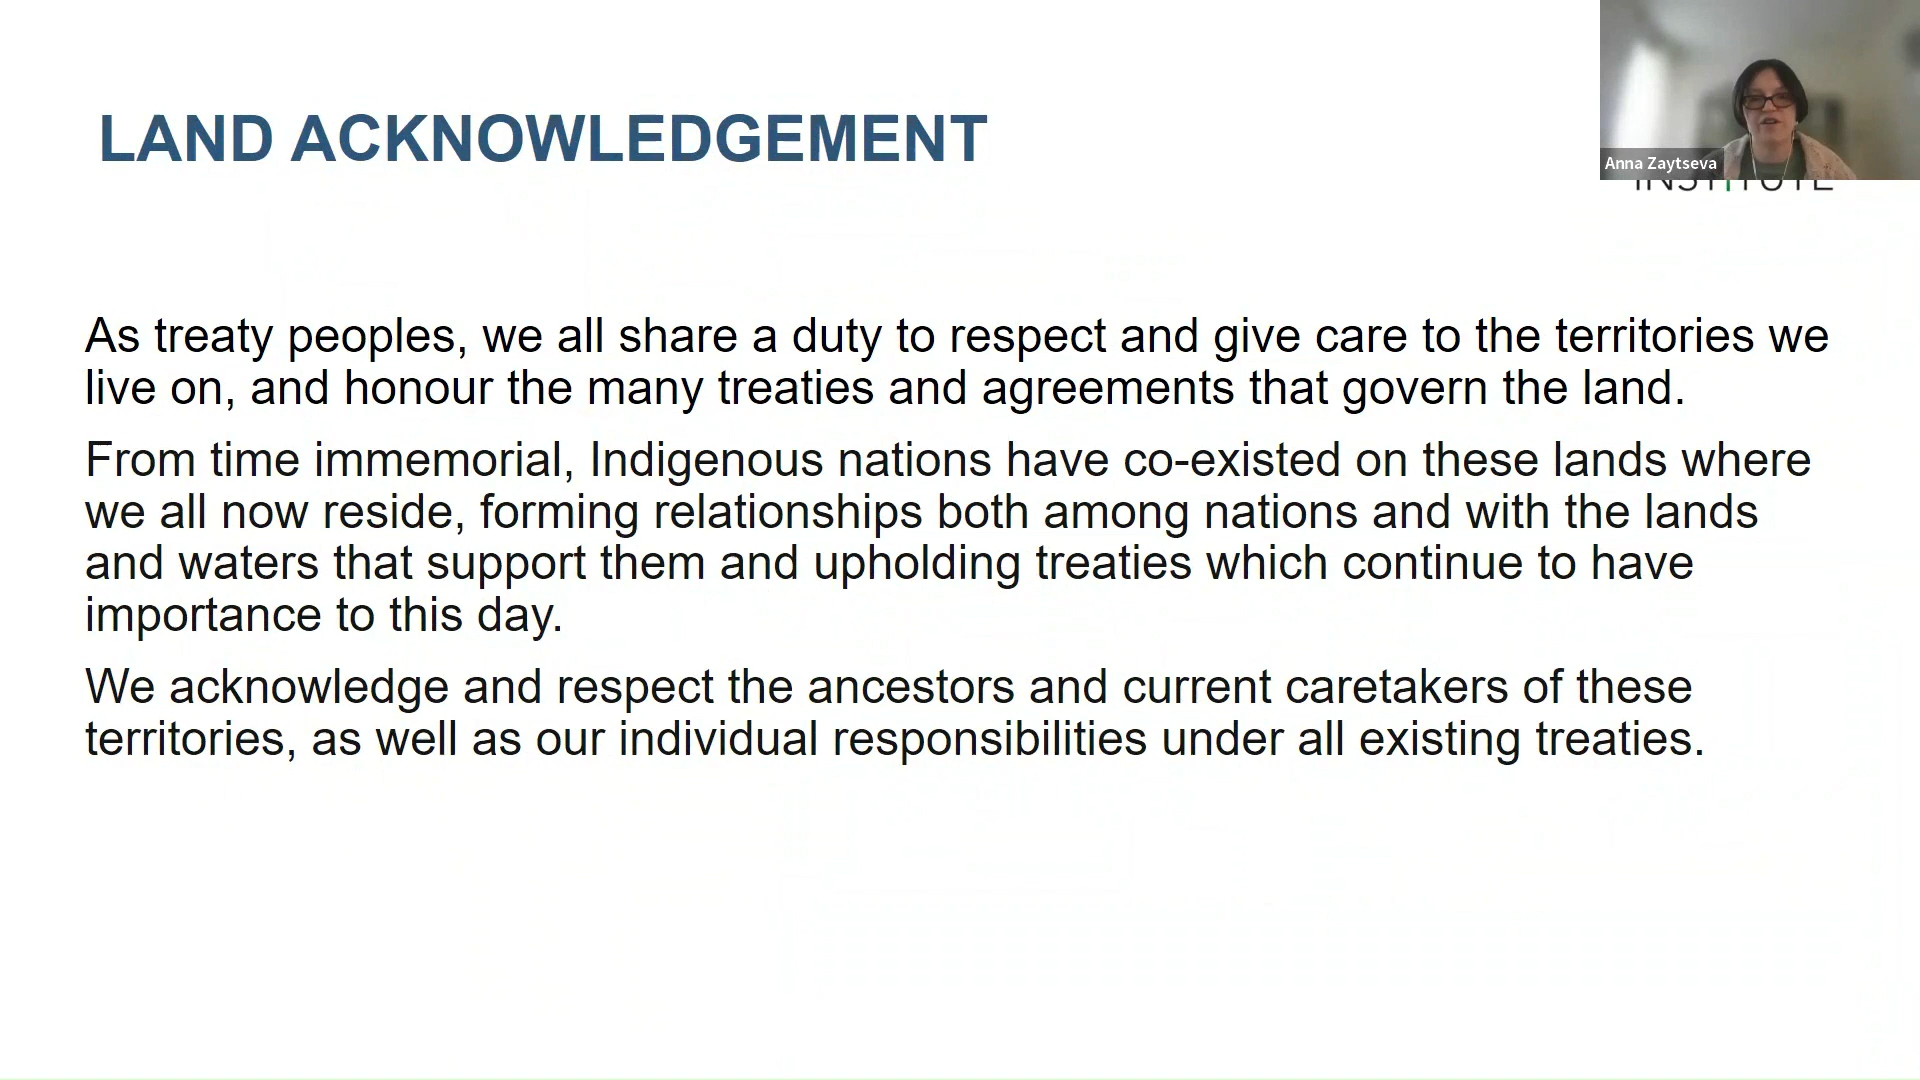 LAND ACKNOWLEDGEMENT
Anna Zaytseva
INSTITUTE
As treaty peoples, we all share a duty to respect and give care to the territories we
live on, and honour the many treaties and agreements that govern the land.
From time immemorial, Indigenous nations have co-existed on these lands where
we all now reside, forming relationships both among nations and with the lands
and waters that support them and upholding treaties which continue to have
importance to this day.
We acknowledge and respect the ancestors and current caretakers of these
territories, as well as our individual responsibilities under all existing treaties.